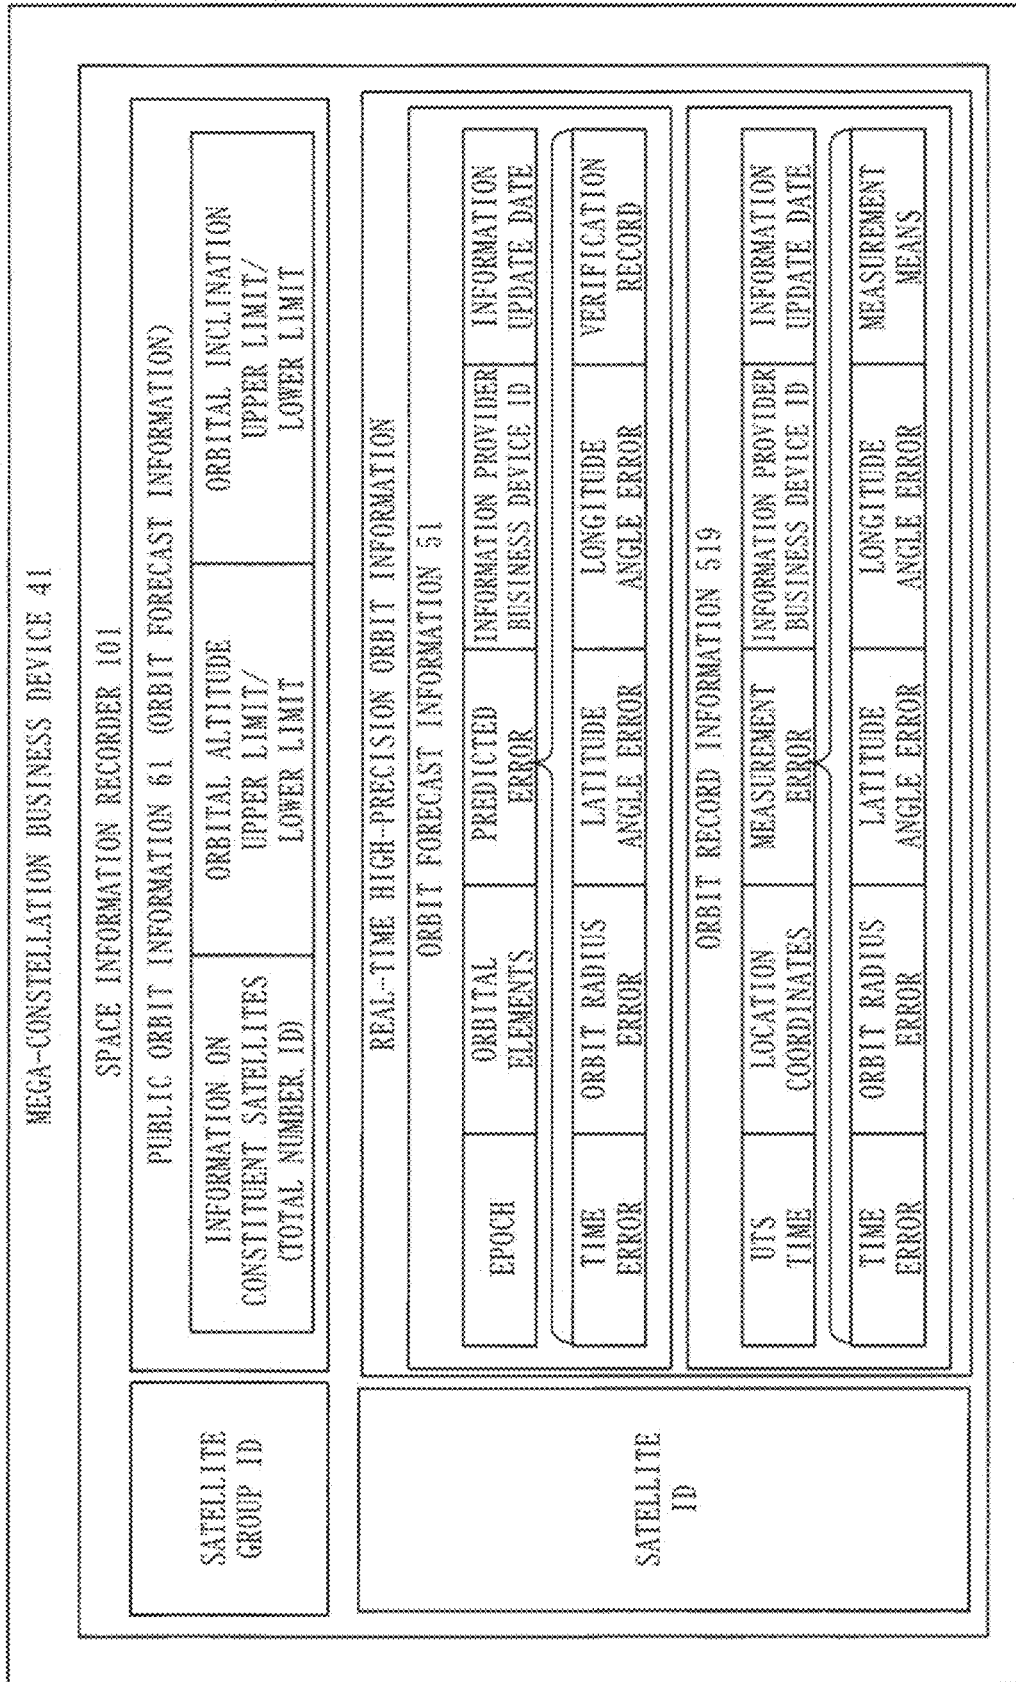 MEGA-CONSTELLATION BUSINESS DEVICE 41
SPACE INFORMATION RECORDER 101
SATELLITE
GROUP ID
PUBLIC ORBIT INFORMATION 61 (ORBIT FORECAST INFORMATION)
INFORMATION ON
CONSTITUENT SATELLITES
(TOTAL NUMBER ID)
ORBITAL ALTITUDE
UPPER LIMIT/
LOWER LIMIT
ORBITAL INCLINATION
UPPER LIMIT/
LOWER LIMIT
SATELLITE
ID
REAL-TIME HIGH-PRECISION ORBIT INFORMATION
ORBIT FORECAST INFORMATION 51
EPOCH
ORBITAL
ELEMENTS
PREDICTED
ERROR
INFORMATION PROVIDER
BUSINESS DEVICE ID
INFORMATION
UPDATE DATE
TIME
ERROR
ORBIT RADIUS
ERROR
LATITUDE
ANGLE ERROR
LONGITUDE
ANGLE ERROR
VERIFICATION
RECORD
ORBIT RECORD INFORMATION 519
UTS
TIME
LOCATION
COORDINATES
MEASUREMENT
ERROR
INFORMATION PROVIDER
BUSINESS DEVICE ID
INFORMATION
UPDATE DATE
TIME
ERROR
ORBIT RADIUS
ERROR
LATITUDE
ANGLE ERROR
LONGITUDE
ANGLE ERROR
MEASUREMENT
MEANS